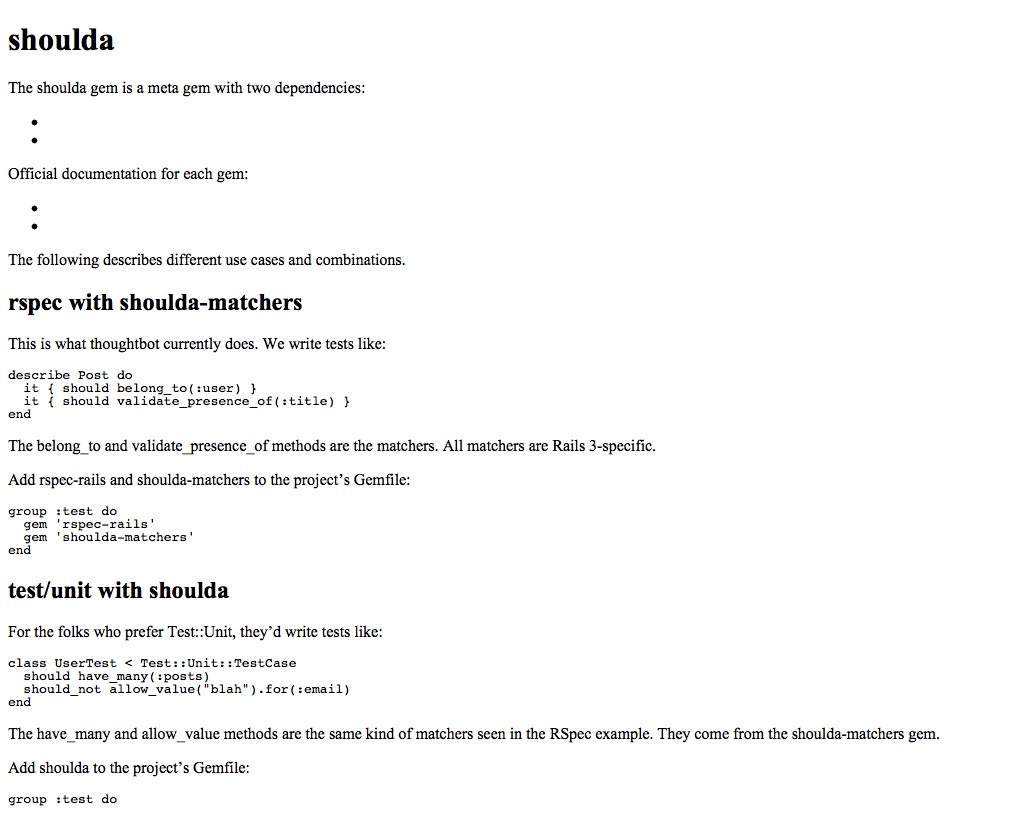 shoulda
The shoulda gem is a meta gem with two dependencies:
Official documentation for each gem:
The following describes different use cases and combinations.
rspec with shoulda-matchers
This is what thoughtbot currently does. We write tests like:
describe Post do
  it { should belong_to(:user) }
  it { should validate_presence_of(:title) }
end
The belong_to and validate_presence_of methods are the matchers. All matchers are Rails 3-specific.
Add rspec-rails and shoulda-matchers to the project’s Gemfile:
group :test do
  gem 'rspec-rails'
  gem 'shoulda-matchers'
end
test/unit with shoulda
For the folks who prefer Test::Unit, they’d write tests like:
class UserTest < Test::Unit::TestCase
  should have_many(:posts)
  should_not allow_value("blah").for(:email)
end
The have_many and allow_value methods are the same kind of matchers seen in the RSpec example. They come from the shoulda-matchers gem.
Add shoulda to the project’s Gemfile:
group :test do